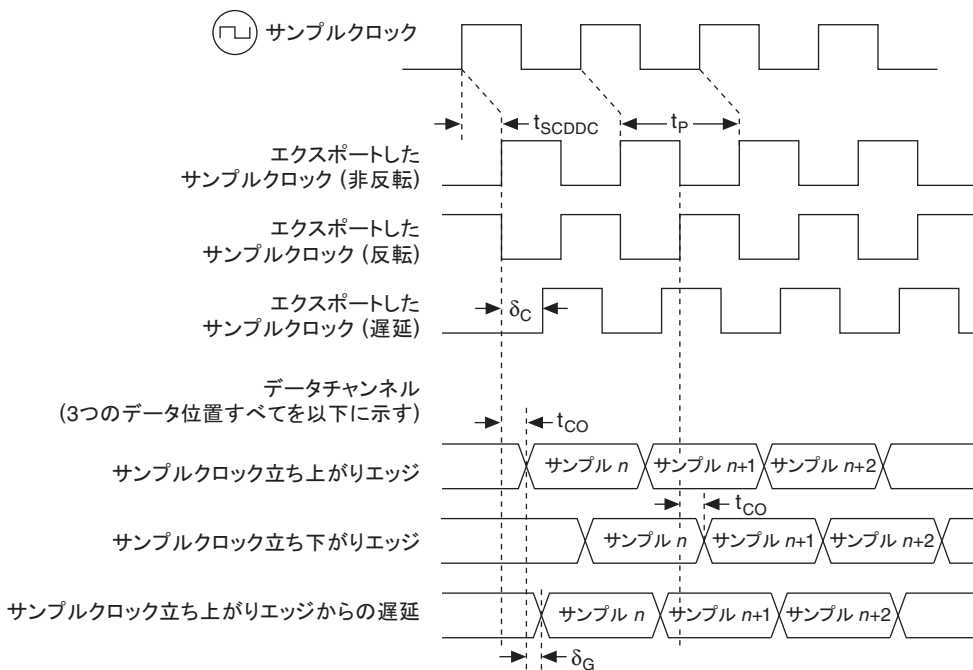 サンプルクロック
tSCDDC
tP
エクスポートした
サンプルクロック (非反転)
エクスポートした
サンプルクロック (反転)
エクスポートした
サンプルクロック (遅延)
δC
データチャンネル
(3つのデータ位置すべてを以下に示す)
tCO
サンプルクロック立ち上がりエッジ
サンプル n
サンプル n+1
サンプル n+2
tCO
サンプルクロック立ち下がりエッジ
サンプル n
サンプル n+1
サンプル n+2
サンプルクロック立ち上がりエッジからの遅延
サンプル n
サンプル n+1
サンプル n+2
δG